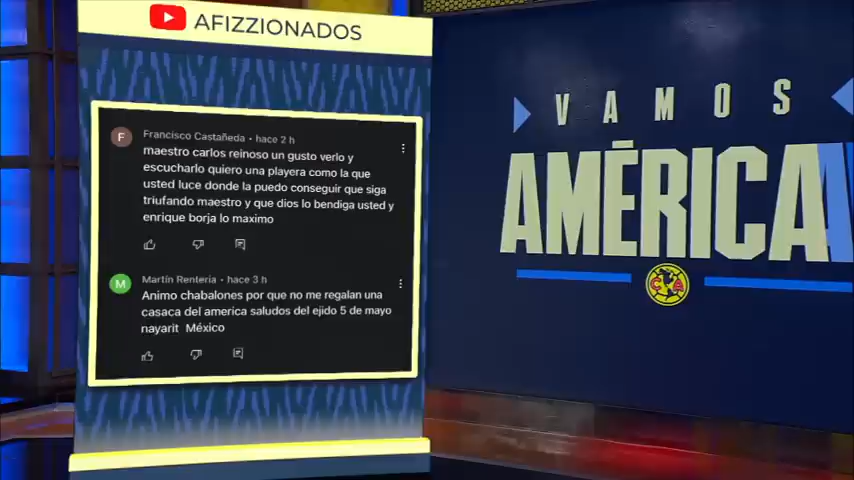 AFIZZIONADOS
F
Francisco Castañeda • hace 2 h
maestro carlos reinoso un gusto verlo y
escucharlo quiero una playera como la que
usted luce donde la puedo conseguir que siga
triufando maestro y que dios lo bendiga usted y
enrique borja lo maximo
M
Martín Renteria • hace 3 h
Animo chabalones por que no me regalan una
casaca del america saludos del ejido 5 de mayo
nayarit México
VAMOS
AMÉRICA
C A